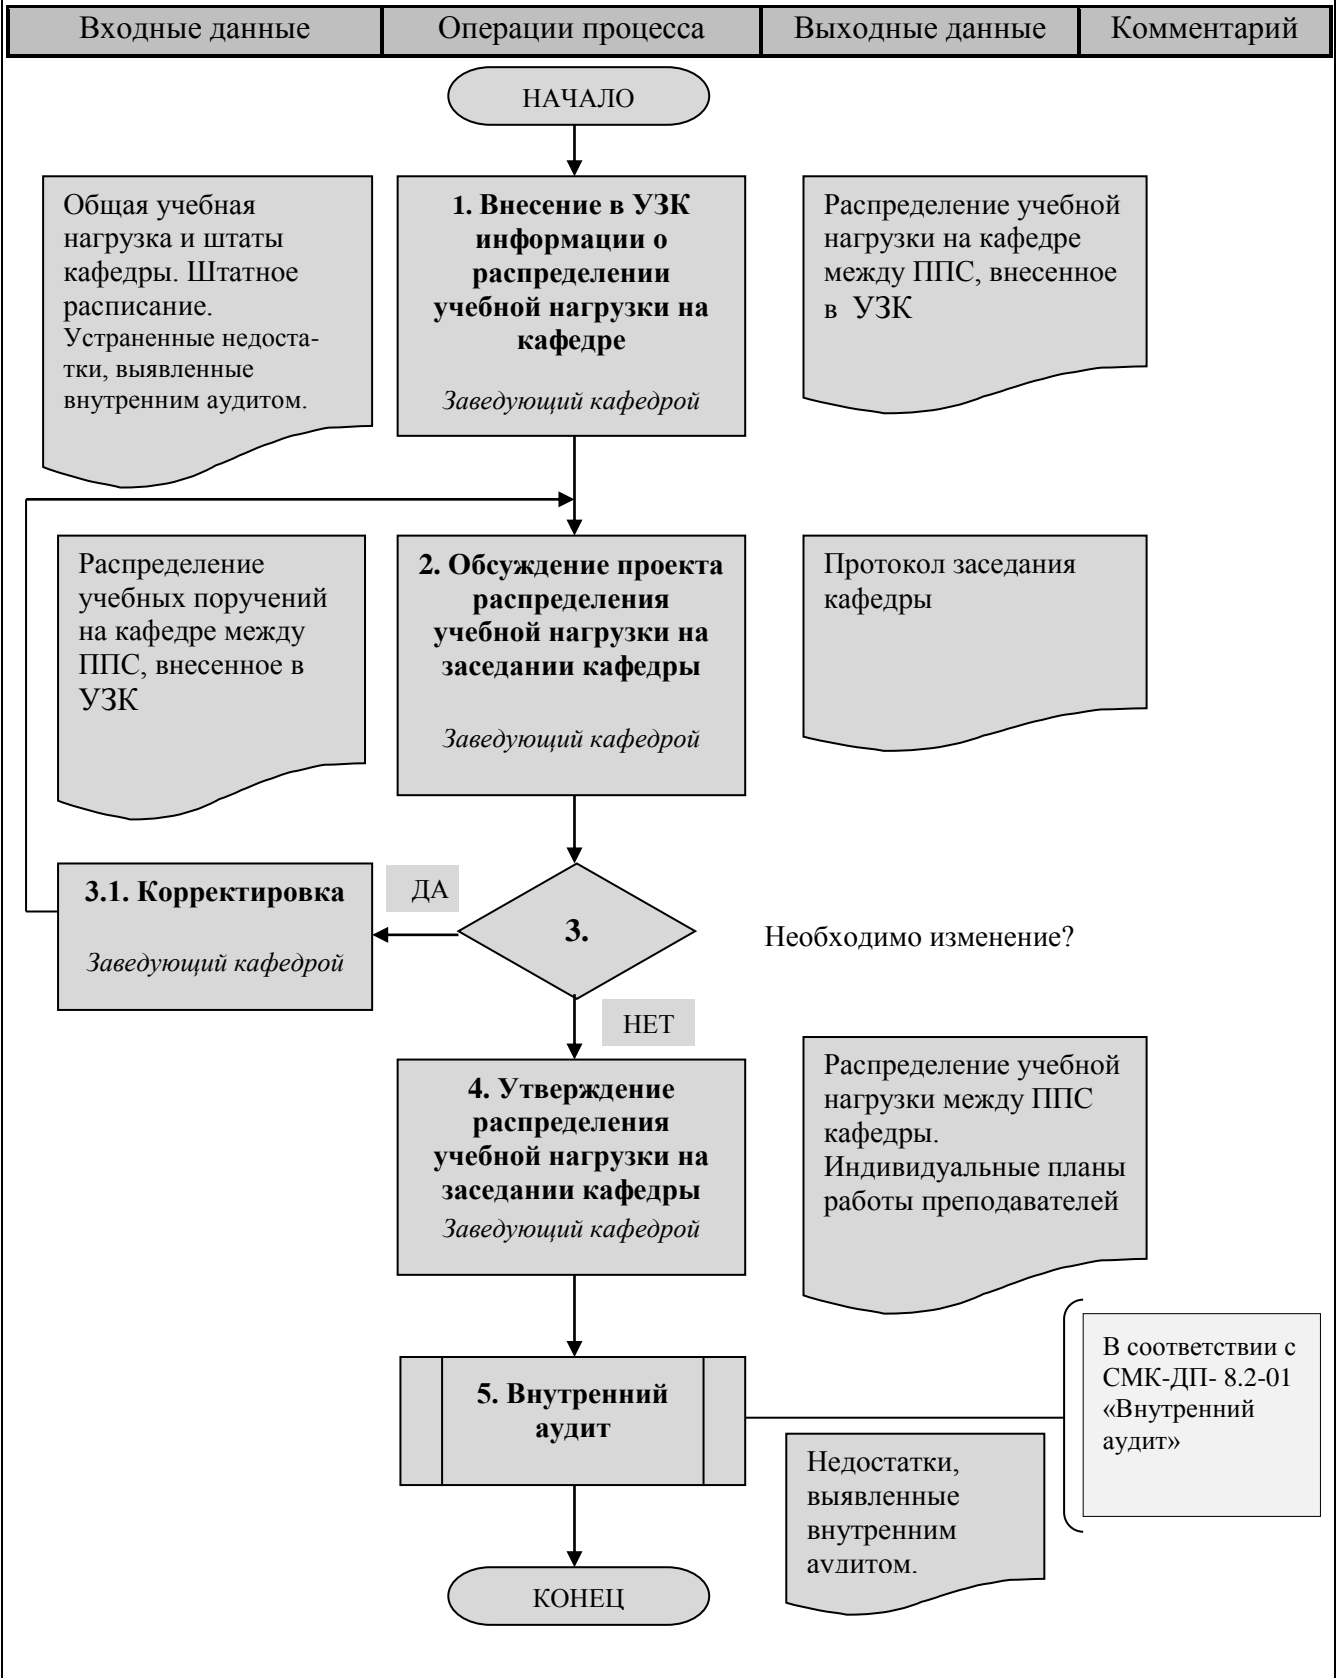 Входные данные
Операции процесса
Выходные данные
Комментарий
НАЧАЛО
Общая учебная
нагрузка и штаты
кафедры. Штатное
расписание.
Устраненные недоста-
тки, выявленные
внутренним аудитом.
1. Внесение в УЗК
информации о
распределении
учебной нагрузки на
кафедре
Заведующий кафедрой
Распределение учебной
нагрузки на кафедре
между ППС, внесенное
в УЗК
Распределение
учебных поручений
на кафедре между
ППС, внесенное в
УЗК
2. Обсуждение проекта
распределения
учебной нагрузки на
заседании кафедры
Заведующий кафедрой
Протокол заседания
кафедры
3.1. Корректировка
Заведующий кафедрой
ДА
3.
Необходимо изменение?
НЕТ
4. Утверждение
распределения
учебной нагрузки на
заседании кафедры
Заведующий кафедрой
Распределение учебной
нагрузки между ППС
кафедры.
Индивидуальные планы
работы преподавателей
5. Внутренний
аудит
В соответствии с
СМК-ДП- 8.2-01
«Внутренний
аудит»
Недостатки,
выявленные
внутренним
аудитом.
КОНЕЦ